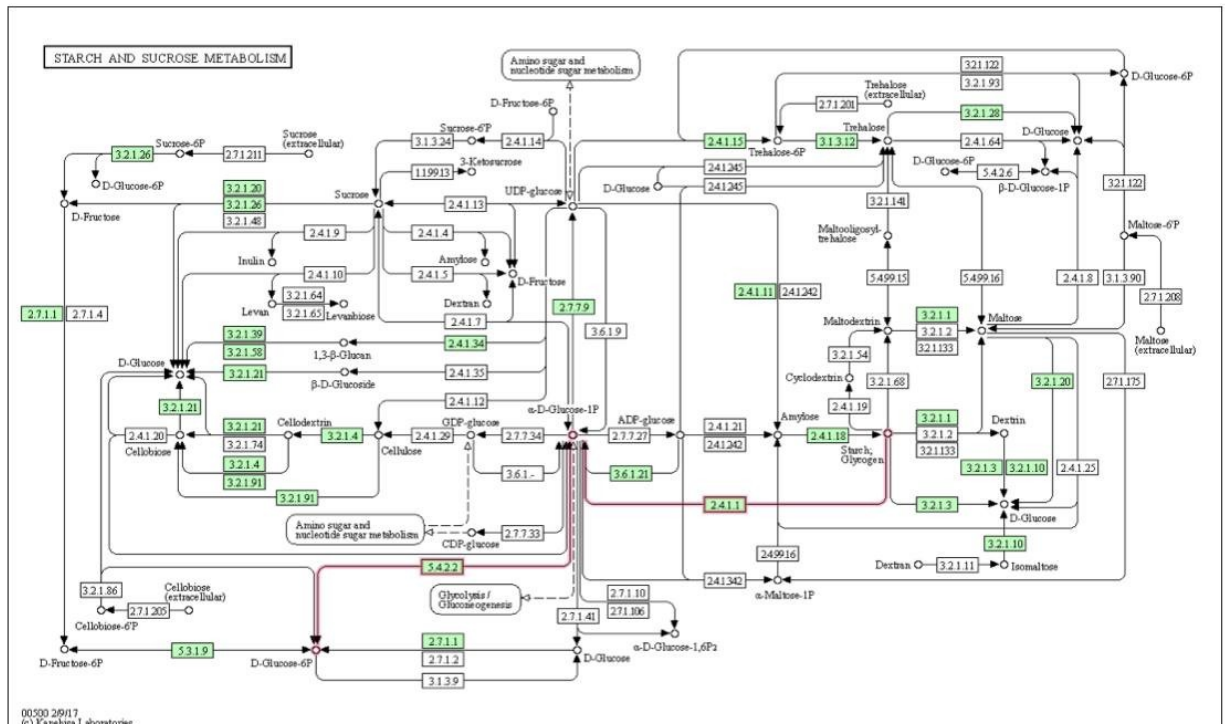 STARCH AND SUCROSE METABOLISM
Amino sugar and
nucleotide sugar metabolism
3.2.1.122
3.2.1.93
D-Glucose-6P
D-Fructose-6P
2.7.1.201
Trehalose
(extracellular)
3.2.1.28
Sucrose-6P
2.7.1.211
Sucrose
(extracellular)
3.2.1.26
3.1.3.24
Sucrose-6'P
2.4.1.14
2.4.1.15
Trehalose-6P
3.1.3.12
Trehalose
2.4.1.64
D-Glucose
D-Glucose-6P
3-Ketosucrose
1.1.99.13
2.4.1.245
D-Glucose
2.4.1.245
D-Glucose-6P
5.4.2.6
β-D-Glucose-1P
3.2.1.122
3.2.1.20
3.2.1.26
3.2.1.48
D-Fructose
Sucrose
2.4.1.13
UDP-glucose
3.2.1.141
Maltose-6'P
2.4.1.9
2.4.1.4
Inulin
Amylose
Maltooligosyl-
trehalose
2.4.1.10
2.4.1.5
D-Fructose
5.4.99.15
5.4.99.16
2.4.1.8
3.1.3.90
2.7.1.208
Levan
3.2.1.64
3.2.1.65
Levanbiose
Dextran
2.7.7.9
2.4.1.11
2.4.1.242
2.7.1.1
2.7.1.4
2.4.1.7
3.6.1.9
Maltodextrin
3.2.1.1
3.2.1.2
3.2.1.133
Maltose
Maltose
(extracellular)
3.2.1.39
3.2.1.58
1,3-β-Glucan
2.4.1.34
3.2.1.54
D-Glucose
3.2.1.21
β-D-Glucoside
2.4.1.35
Cyclodextrin
3.2.1.68
3.2.1.20
2.7.1.175
3.2.1.21
2.4.1.12
α-D-Glucose-1P
2.4.1.19
2.4.1.20
Cellobiose
3.2.1.21
3.2.1.74
Cellodextrin
3.2.1.4
Cellulose
2.4.1.29
GDP-glucose
2.7.7.34
2.7.7.27
ADP-glucose
2.4.1.21
2.4.1.242
Amylose
2.4.1.18
Starch;
Glycogen
3.2.1.1
3.2.1.2
3.2.1.133
Dextrin
3.2.1.4
3.2.1.91
3.6.1.-
3.6.1.21
3.2.1.3
3.2.1.10
2.4.1.25
3.2.1.91
2.4.1.1
3.2.1.3
D-Glucose
Amino sugar and
nucleotide sugar metabolism
2.7.7.33
CDP-glucose
3.2.1.10
2.4.99.16
5.4.2.2
Dextran
3.2.1.11
Isomaltose
2.4.1.342
α-Maltose-1P
3.2.1.86
Cellobiose
(extracellular)
2.7.1.205
Cellobiose-6'P
Glycolysis /
Gluconeogenesis
2.7.1.41
2.7.1.10
2.7.1.106
α-D-Glucose-1,6P2
D-Fructose-6P
5.3.1.9
D-Glucose-6P
2.7.1.1
2.7.1.2
D-Glucose
3.1.3.9
00500 2/9/17
(c) Kanehisa Laboratories